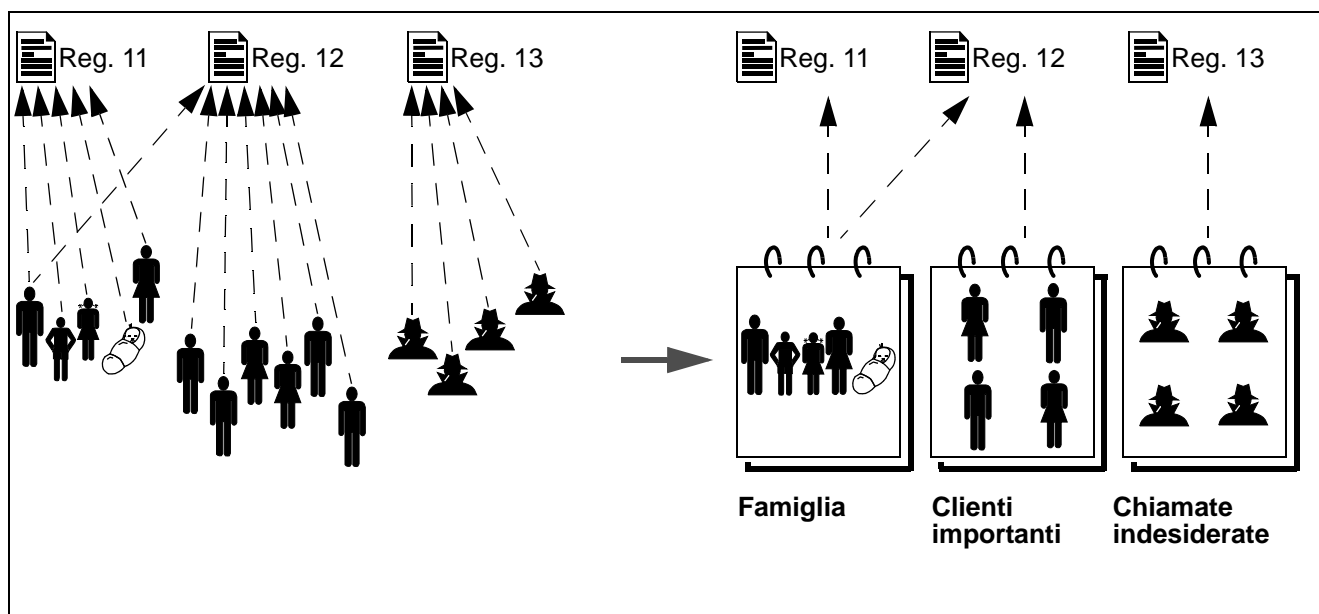 Reg. 11
Reg. 12
Reg. 13
Reg. 11
Reg. 12
Reg. 13
Famiglia
Clienti
importanti
Chiamate
indesiderate